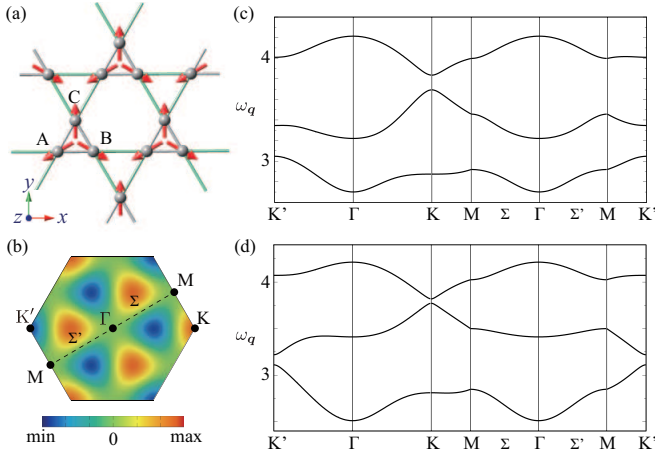 (a)
C
A
B
y
z
x
(b)
M
Σ
K'
Γ
K
Σ'
M
min
0
max
(c)
4
ω_q
3
K' Γ K M Σ Γ Σ' M K'
(d)
4
ω_q
3
K' Γ K M Σ Γ Σ' M K'